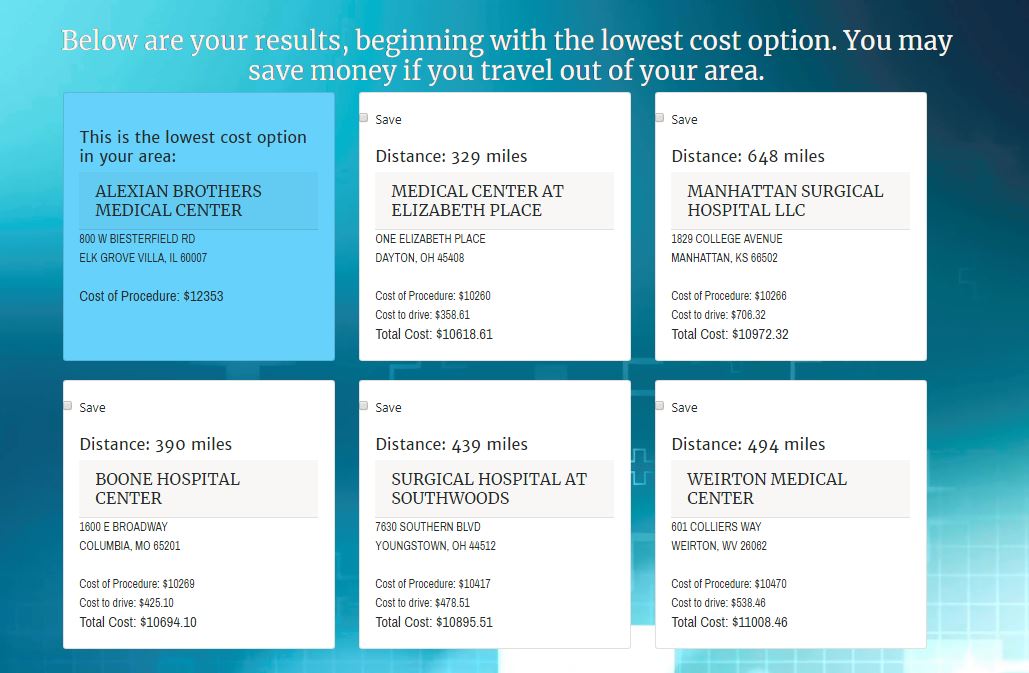 Below are your results, beginning with the lowest cost option. You may
save money if you travel out of your area.
This is the lowest cost option
in your area:
ALEXIAN BROTHERS
MEDICAL CENTER
800 W BIESTERFIELD RD
ELK GROVE VILLA, IL 60007
Cost of Procedure: $12353
Save
Distance: 329 miles
MEDICAL CENTER AT
ELIZABETH PLACE
ONE ELIZABETH PLACE
DAYTON, OH 45408
Cost of Procedure: $10260
Cost to drive: $358.61
Total Cost: $10618.61
Save
Distance: 648 miles
MANHATTAN SURGICAL
HOSPITAL LLC
1829 COLLEGE AVENUE
MANHATTAN, KS 66502
Cost of Procedure: $10266
Cost to drive: $706.32
Total Cost: $10972.32
Save
Distance: 390 miles
BOONE HOSPITAL
CENTER
1600 E BROADWAY
COLUMBIA, MO 65201
Cost of Procedure: $10269
Cost to drive: $425.10
Total Cost: $10694.10
Save
Distance: 439 miles
SURGICAL HOSPITAL AT
SOUTHWOODS
7630 SOUTHERN BLVD
YOUNGSTOWN, OH 44512
Cost of Procedure: $10417
Cost to drive: $478.51
Total Cost: $10895.51
Save
Distance: 494 miles
WEIRTON MEDICAL
CENTER
601 COLLIERS WAY
WEIRTON, WV 26062
Cost of Procedure: $10470
Cost to drive: $538.46
Total Cost: $11008.46